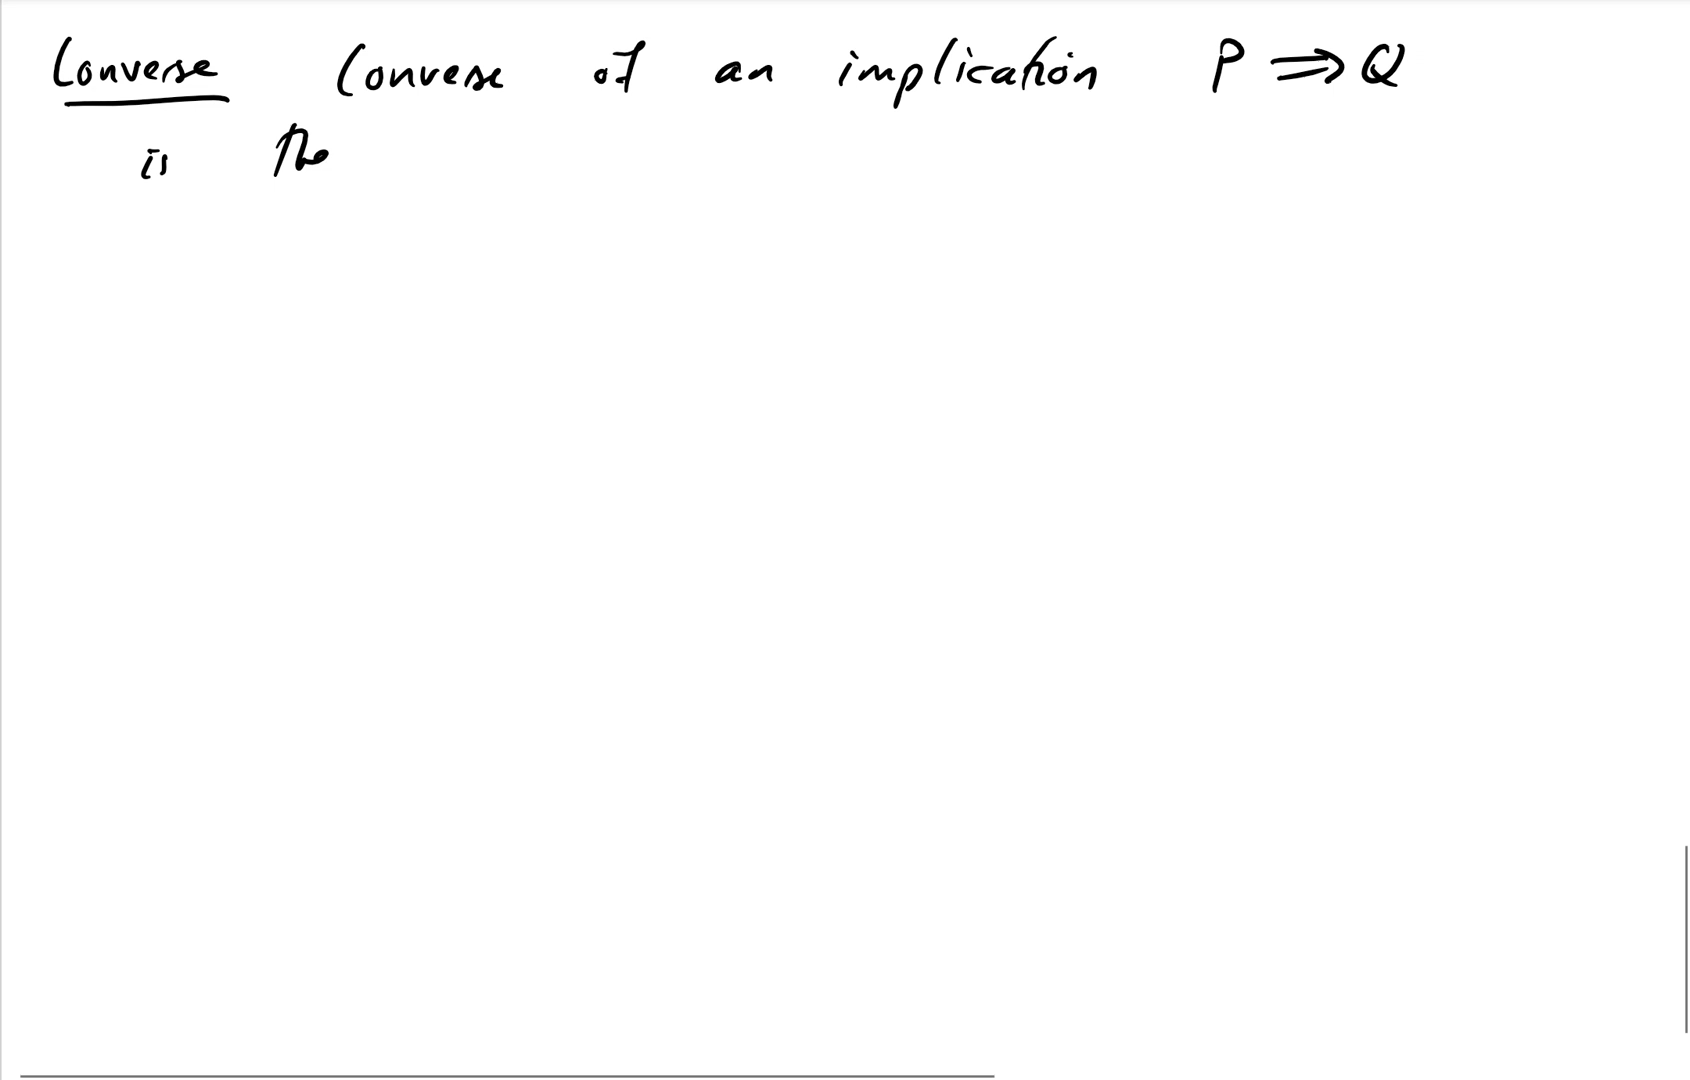 Converse Converse of an implication P ⇒ Q
is the